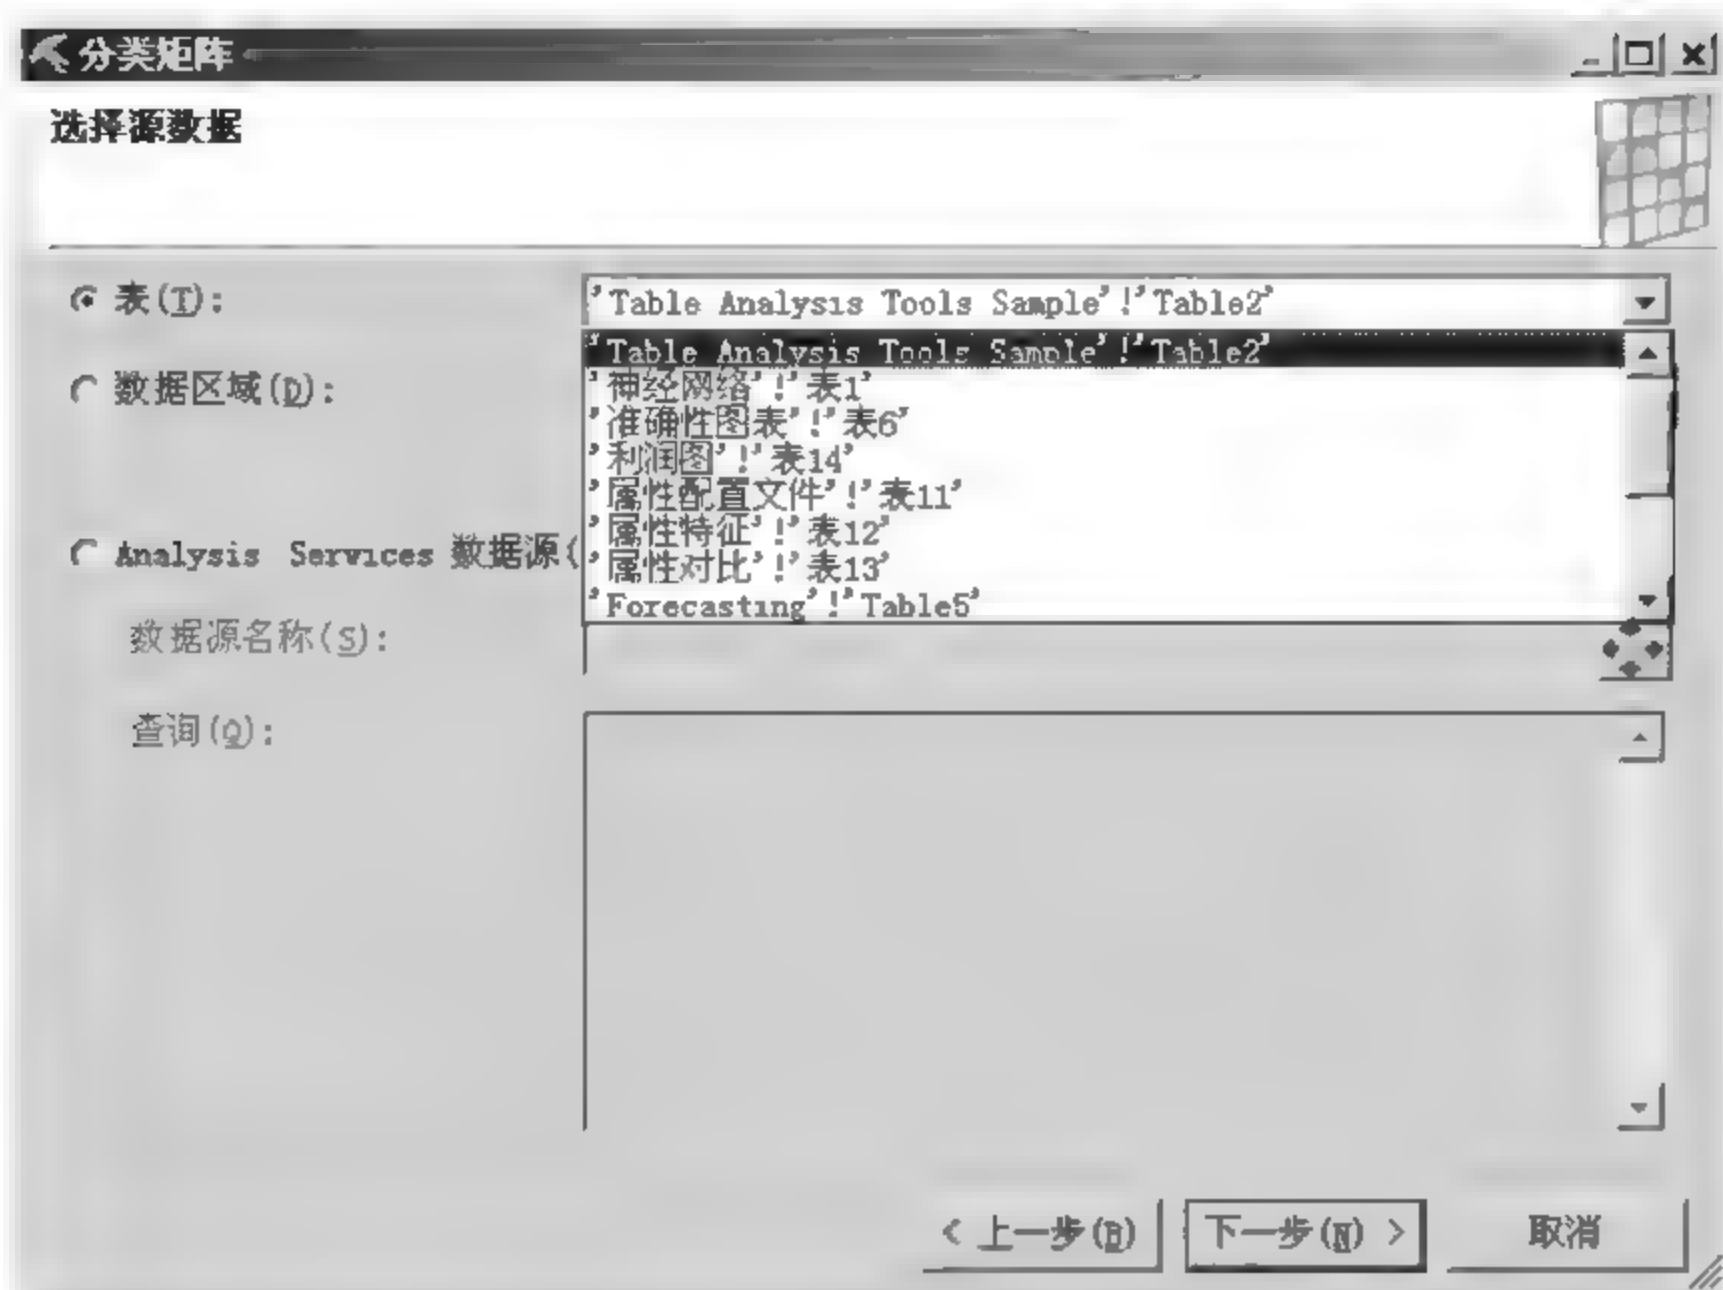 分类矩阵
选择源数据
表(T):
'Table Analysis Tools Sample'!'Table2'
'Table Analysis Tools Sample'!'Table2'
'神经网络'!'表1'
数据区域(D):
'准确性图表'!'表6'
'利润图'!'表14'
'属性配置文件'!'表11'
'属性特征'!'表12'
Analysis Services 数据源(
'属性对比'!'表13'
'Forecasting'!'Table5'
数据源名称(S):
查询(Q):
< 上一步(B)
下一步(N) >
取消